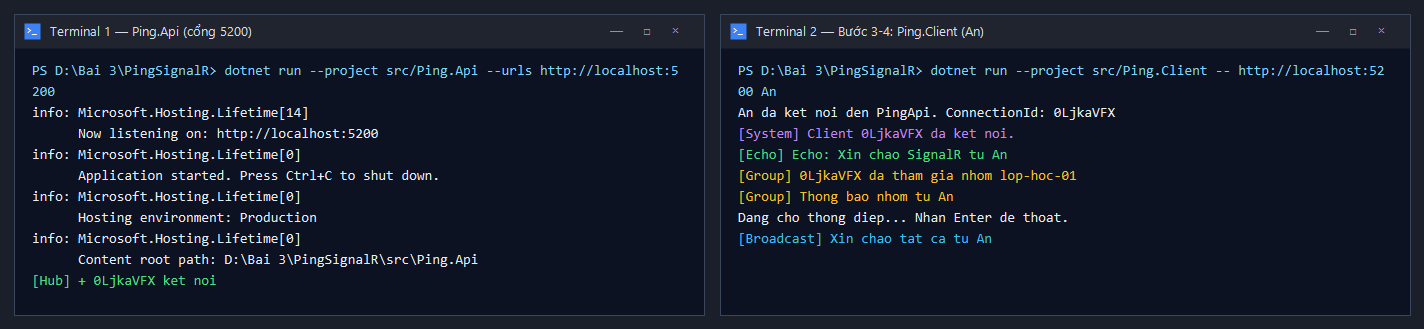 Terminal 1 — Ping.Api (cổng 5200)
PS D:\Bai 3\PingSignalR> dotnet run --project src/Ping.Api --urls http://localhost:5
200
info: Microsoft.Hosting.Lifetime[14]
      Now listening on: http://localhost:5200
info: Microsoft.Hosting.Lifetime[0]
      Application started. Press Ctrl+C to shut down.
info: Microsoft.Hosting.Lifetime[0]
      Hosting environment: Production
info: Microsoft.Hosting.Lifetime[0]
      Content root path: D:\Bai 3\PingSignalR\src\Ping.Api
[Hub] + 0LjkaVFX ket noi
Terminal 2 — Bước 3-4: Ping.Client (An)
PS D:\Bai 3\PingSignalR> dotnet run --project src/Ping.Client -- http://localhost:52
00 An
An da ket noi den PingApi. ConnectionId: 0LjkaVFX
[System] Client 0LjkaVFX da ket noi.
[Echo] Echo: Xin chao SignalR tu An
[Group] 0LjkaVFX da tham gia nhom lop-hoc-01
[Group] Thong bao nhom tu An
Dang cho thong diep... Nhan Enter de thoat.
[Broadcast] Xin chao tat ca tu An